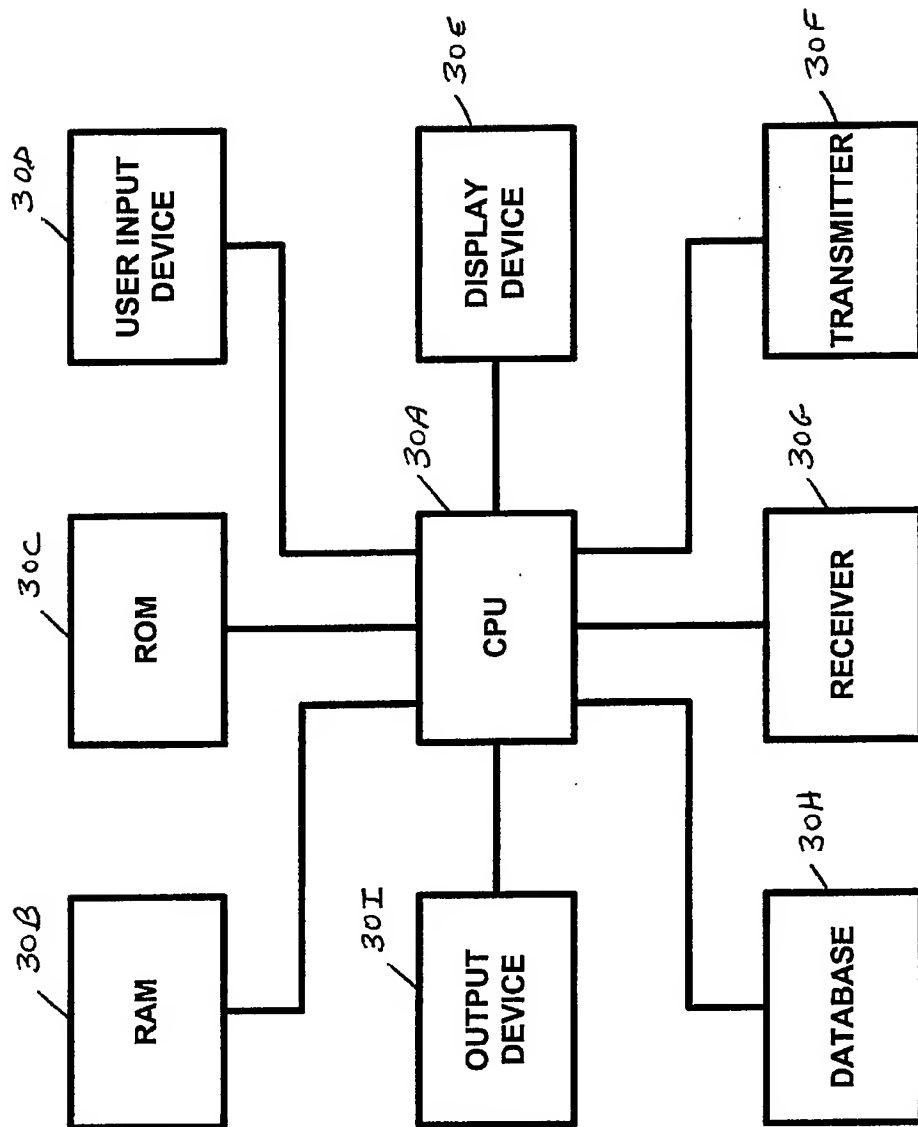 30B
RAM
30C
ROM
30D
USER INPUT
DEVICE
30I
OUTPUT
DEVICE
30A
CPU
30E
DISPLAY
DEVICE
30H
DATABASE
30G
RECEIVER
30F
TRANSMITTER